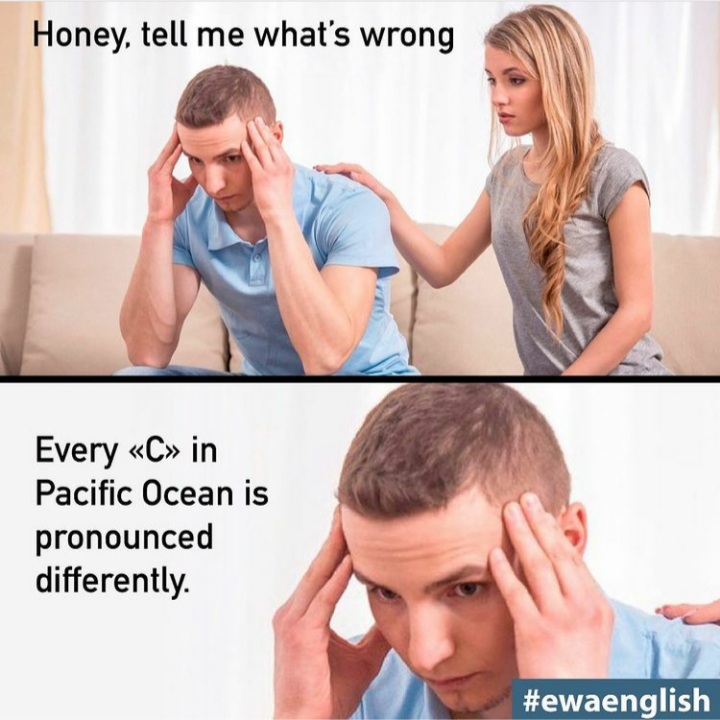 Honey, tell me what's wrong
Every «C» in
Pacific Ocean is
pronounced
differently.
#ewaenglish